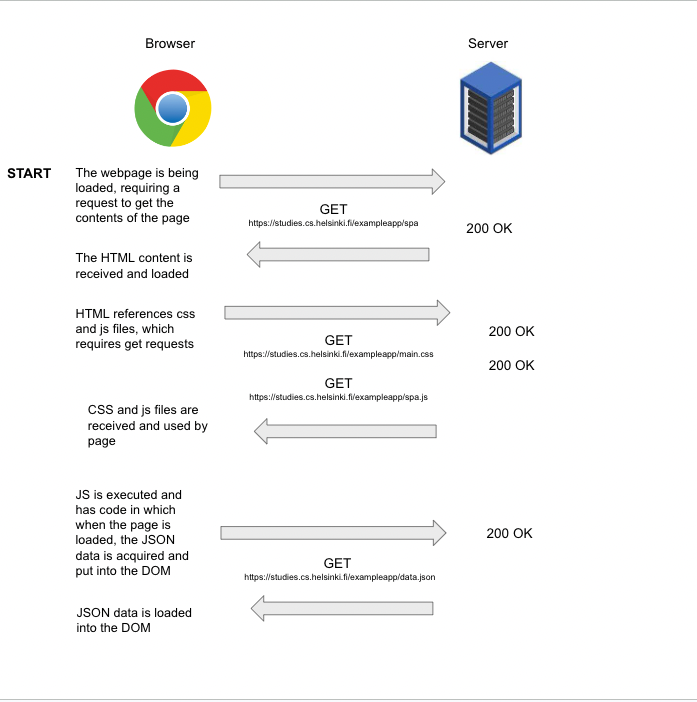 Browser
Server
START
The webpage is being
loaded, requiring a
request to get the
contents of the page
GET
https://studies.cs.helsinki.fi/exampleapp/spa
200 OK
The HTML content is
received and loaded
HTML references css
and js files, which
requires get requests
200 OK
GET
https://studies.cs.helsinki.fi/exampleapp/main.css
200 OK
GET
https://studies.cs.helsinki.fi/exampleapp/spa.js
CSS and js files are
received and used by
page
JS is executed and
has code in which
when the page is
loaded, the JSON
data is acquired and
put into the DOM
200 OK
GET
https://studies.cs.helsinki.fi/exampleapp/data.json
JSON data is loaded
into the DOM